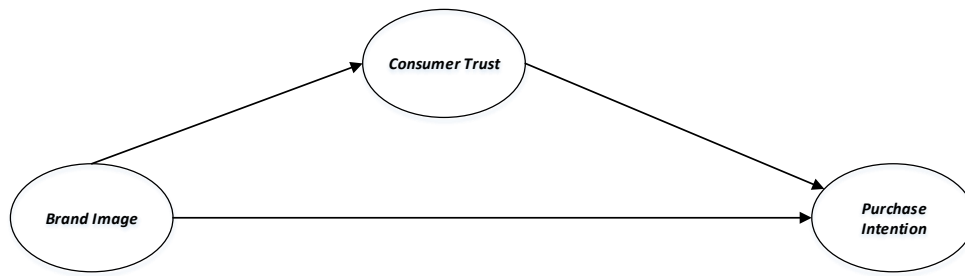 Consumer Trust
Brand Image
Purchase
Intention